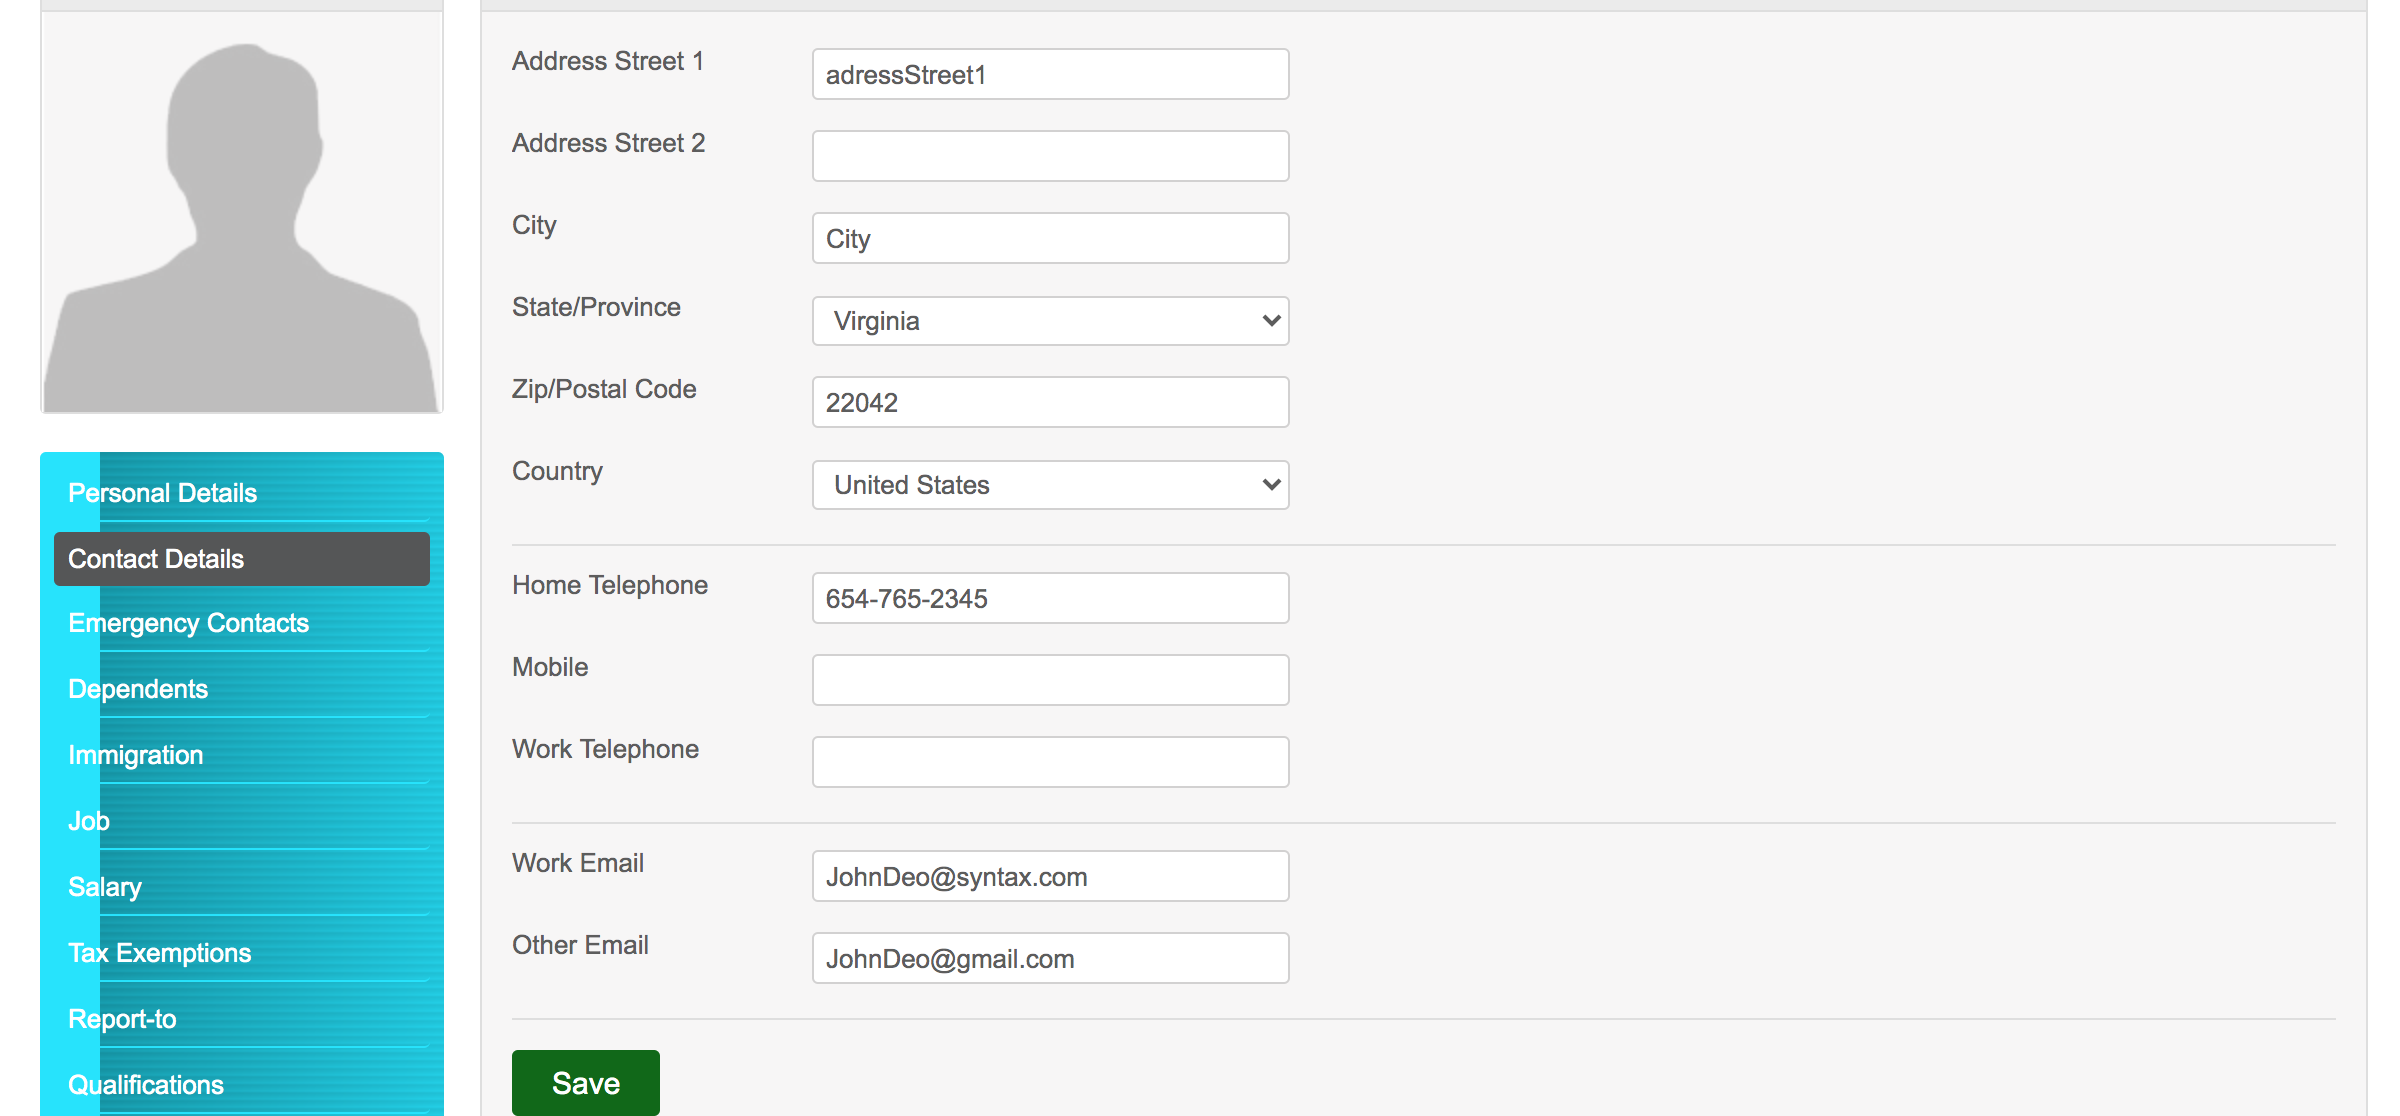 Personal Details
Contact Details
Emergency Contacts
Dependents
Immigration
Job
Salary
Tax Exemptions
Report-to
Qualifications
Address Street 1 adressStreet1
Address Street 2
City City
State/Province Virginia
Zip/Postal Code 22042
Country United States
Home Telephone 654-765-2345
Mobile
Work Telephone
Work Email JohnDeo@syntax.com
Other Email JohnDeo@gmail.com
Save